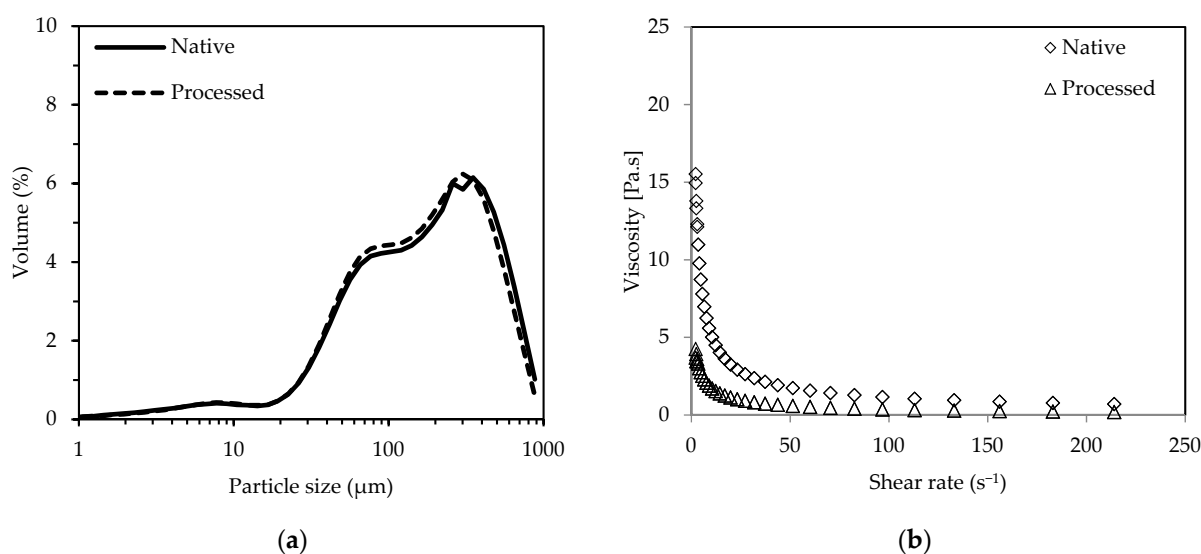 10
8
6
4
2
0
Volume (%)
Native
Processed
1
10
100
1000
Particle size (μm)
(a)
25
20
15
10
5
0
Viscosity [Pa.s]
Native
Processed
0
50
100
150
200
250
Shear rate (s⁻¹)
(b)